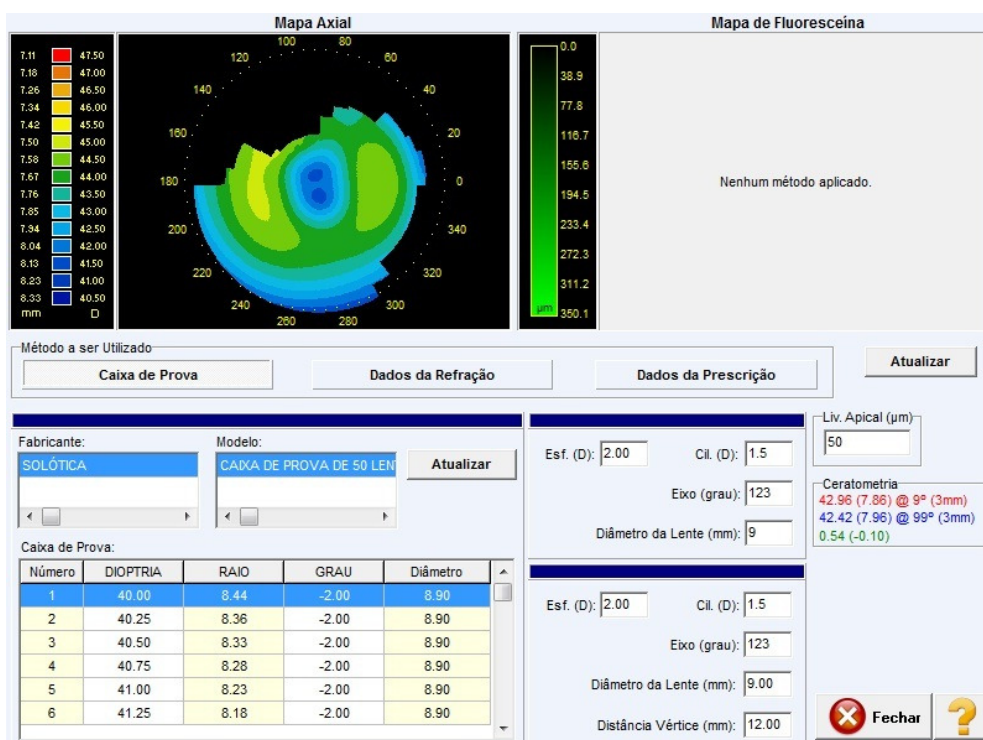 Mapa Axial
Mapa de Fluoresceína
7.11 47.50
7.18 47.00
7.26 46.50
7.34 46.00
7.42 45.50
7.50 45.00
7.58 44.50
7.67 44.00
7.76 43.50
7.85 43.00
7.94 42.50
8.04 42.00
8.13 41.50
8.23 41.00
8.33 40.50
mm D
100 80
120 60
140 40
160 20
180 0
200 340
220 320
240 300
260 280
0.0
38.9
77.8
116.7
155.6
194.5
233.4
272.3
311.2
µm 350.1
Nenhum método aplicado.
Método a ser Utilizado
Caixa de Prova
Dados da Refração
Dados da Prescrição
Atualizar
Fabricante:
SOLÓTICA
Modelo:
CAIXA DE PROVA DE 50 LEN
Atualizar
Caixa de Prova:
Número DIOPTRIA RAIO GRAU Diâmetro
1 40.00 8.44 -2.00 8.90
2 40.25 8.36 -2.00 8.90
3 40.50 8.33 -2.00 8.90
4 40.75 8.28 -2.00 8.90
5 41.00 8.23 -2.00 8.90
6 41.25 8.18 -2.00 8.90
Esf. (D): 2.00 Cil. (D): 1.5
Eixo (grau): 123
Diâmetro da Lente (mm): 9
Esf. (D): 2.00 Cil. (D): 1.5
Eixo (grau): 123
Diâmetro da Lente (mm): 9.00
Distância Vértice (mm): 12.00
Liv. Apical (µm)
50
Ceratometria
42.96 (7.86) @ 9º (3mm)
42.42 (7.96) @ 99º (3mm)
0.54 (-0.10)
Fechar
?